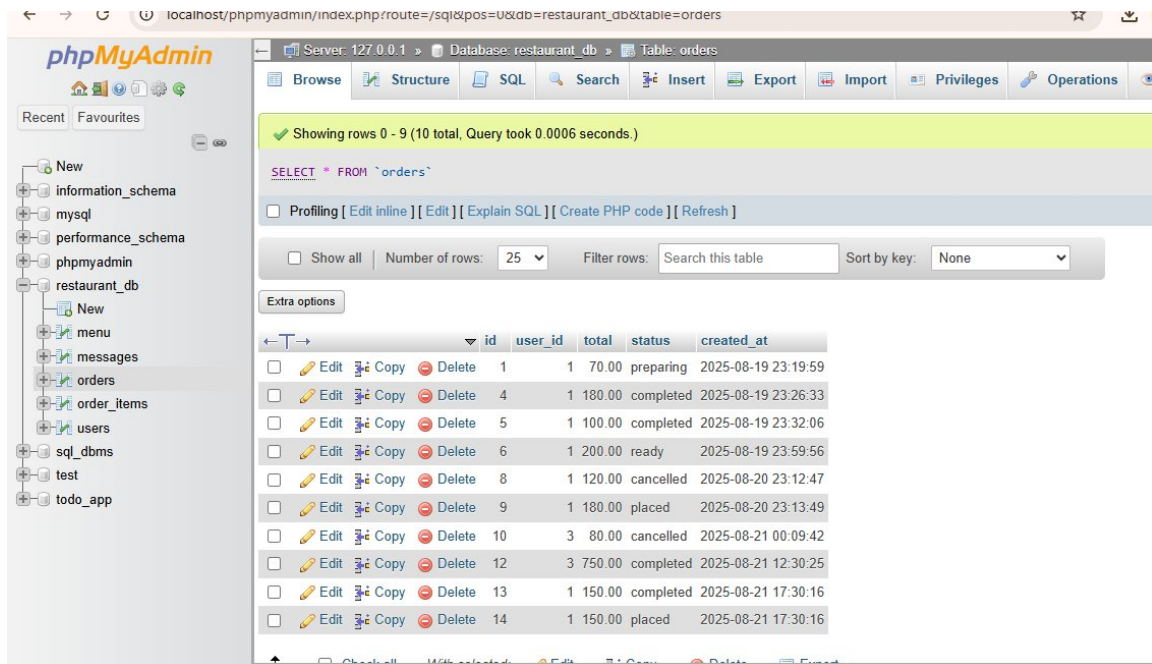 localhost/phpmyadmin/index.php?route=/sql&pos=0&db=restaurant_db&table=orders
phpMyAdmin
Recent Favourites
New
information_schema
mysql
performance_schema
phpmyadmin
restaurant_db
New
menu
messages
orders
order_items
users
sql_dbms
test
todo_app
Server: 127.0.0.1 » Database: restaurant_db » Table: orders
Browse Structure SQL Search Insert Export Import Privileges Operations
Showing rows 0 - 9 (10 total, Query took 0.0006 seconds.)
SELECT * FROM `orders`
Profiling [ Edit inline ] [ Edit ] [ Explain SQL ] [ Create PHP code ] [ Refresh ]
Show all | Number of rows: 25 Filter rows: Search this table Sort by key: None
Extra options
←T→ id user_id total status created_at
Edit Copy Delete 1 1 70.00 preparing 2025-08-19 23:19:59
Edit Copy Delete 4 1 180.00 completed 2025-08-19 23:26:33
Edit Copy Delete 5 1 100.00 completed 2025-08-19 23:32:06
Edit Copy Delete 6 1 200.00 ready 2025-08-19 23:59:56
Edit Copy Delete 8 1 120.00 cancelled 2025-08-20 23:12:47
Edit Copy Delete 9 1 180.00 placed 2025-08-20 23:13:49
Edit Copy Delete 10 3 80.00 cancelled 2025-08-21 00:09:42
Edit Copy Delete 12 3 750.00 completed 2025-08-21 12:30:25
Edit Copy Delete 13 1 150.00 completed 2025-08-21 17:30:16
Edit Copy Delete 14 1 150.00 placed 2025-08-21 17:30:16
Check all With selected: Edit Copy Delete Export